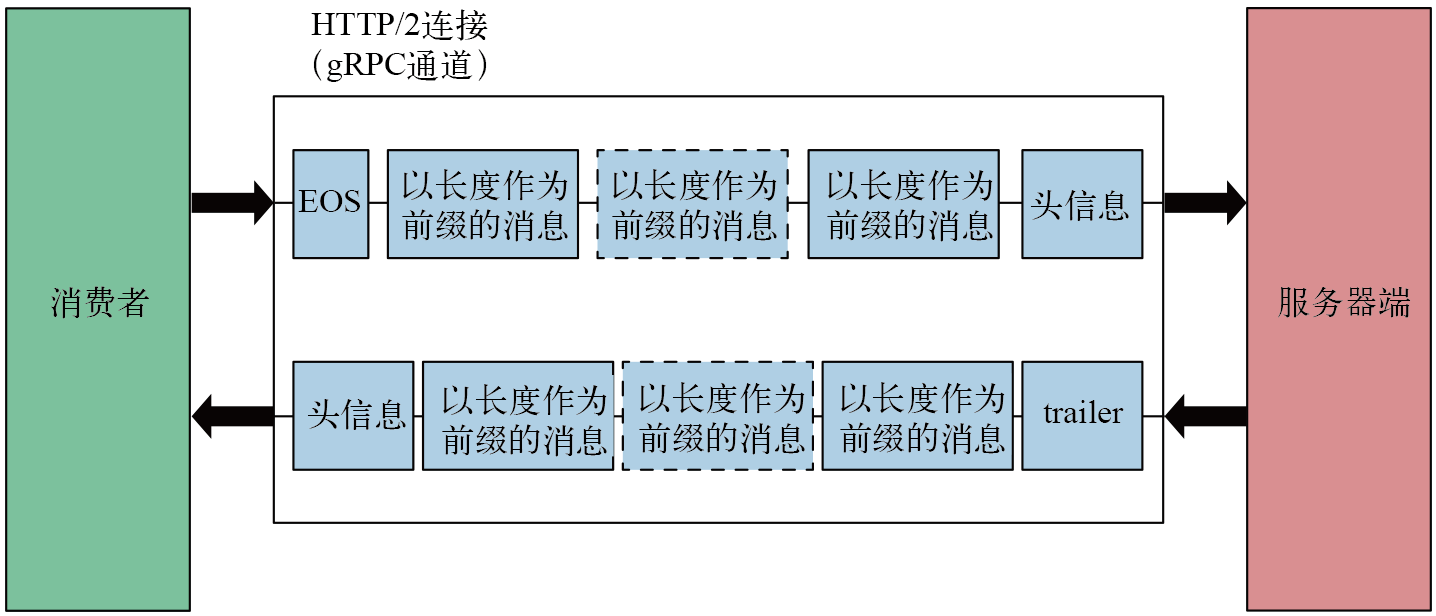 HTTP/2连接
（gRPC通道）
消费者
EOS
以长度作为
前缀的消息
以长度作为
前缀的消息
以长度作为
前缀的消息
头信息
服务器端
头信息
以长度作为
前缀的消息
以长度作为
前缀的消息
以长度作为
前缀的消息
trailer